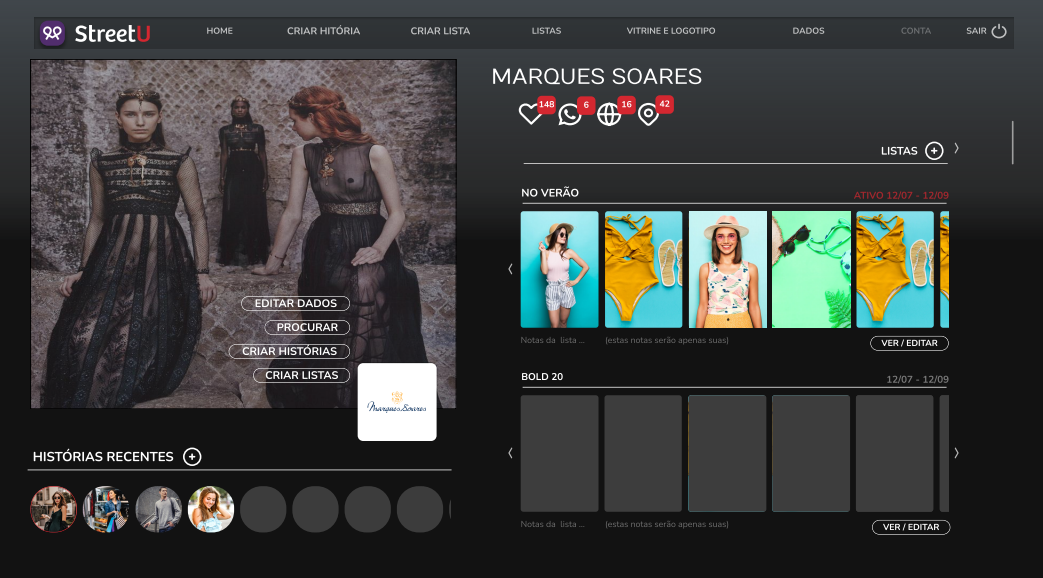 StreetU
HOME
CRIAR HITÓRIA
CRIAR LISTA
LISTAS
VITRINE E LOGOTIPO
DADOS
CONTA
SAIR
MARQUES SOARES
148
6
16
42
LISTAS
NO VERÃO
ATIVO 12/07 - 12/09
EDITAR DADOS
PROCURAR
CRIAR HISTÓRIAS
CRIAR LISTAS
Marques Soares
Notas da lista ...
(estas notas serão apenas suas)
VER / EDITAR
BOLD 20
12/07 - 12/09
HISTÓRIAS RECENTES
Notas da lista ...
(estas notas serão apenas suas)
VER / EDITAR